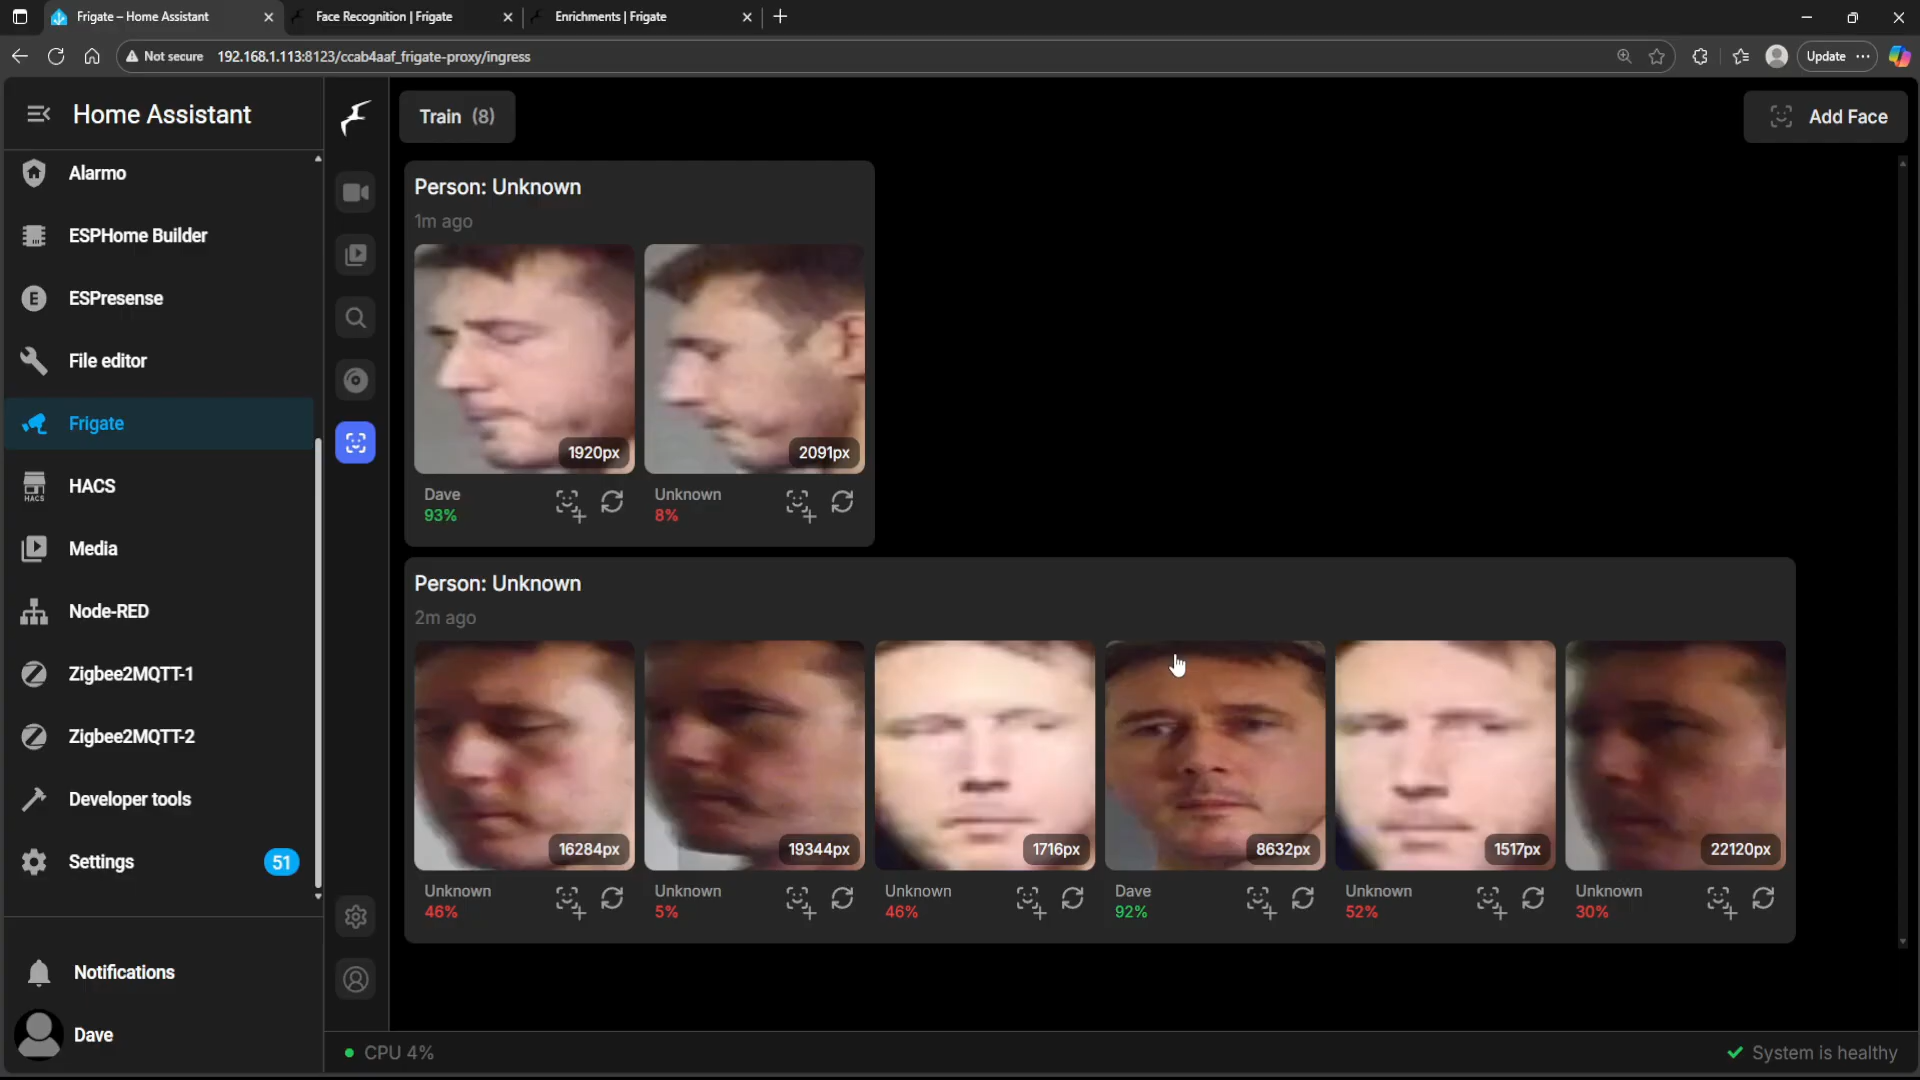 Frigate – Home Assistant
Face Recognition | Frigate
Enrichments | Frigate
Not secure
192.168.1.113:8123/ccab4aaf_frigate-proxy/ingress
Update
Home Assistant
Alarmo
ESPHome Builder
E
ESPresense
File editor
Frigate
HACS
HACS
Media
Node-RED
Zigbee2MQTT-1
Zigbee2MQTT-2
Developer tools
Settings
51
Notifications
Dave
Train (8)
Add Face
Person: Unknown
1m ago
1920px
2091px
Dave
93%
Unknown
8%
Person: Unknown
2m ago
16284px
19344px
1716px
8632px
1517px
22120px
Unknown
46%
Unknown
5%
Unknown
46%
Dave
92%
Unknown
52%
Unknown
30%
CPU 4%
System is healthy